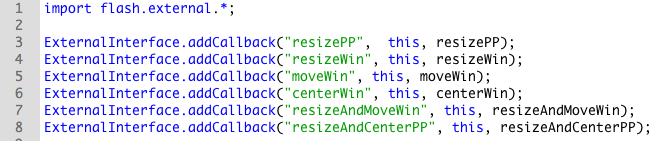 1 import flash.external.*;
2
3 ExternalInterface.addCallback("resizePP",  this, resizePP);
4 ExternalInterface.addCallback("resizeWin", this, resizeWin);
5 ExternalInterface.addCallback("moveWin", this, moveWin);
6 ExternalInterface.addCallback("centerWin", this, centerWin);
7 ExternalInterface.addCallback("resizeAndMoveWin", this, resizeAndMoveWin);
8 ExternalInterface.addCallback("resizeAndCenterPP", this, resizeAndCenterPP);